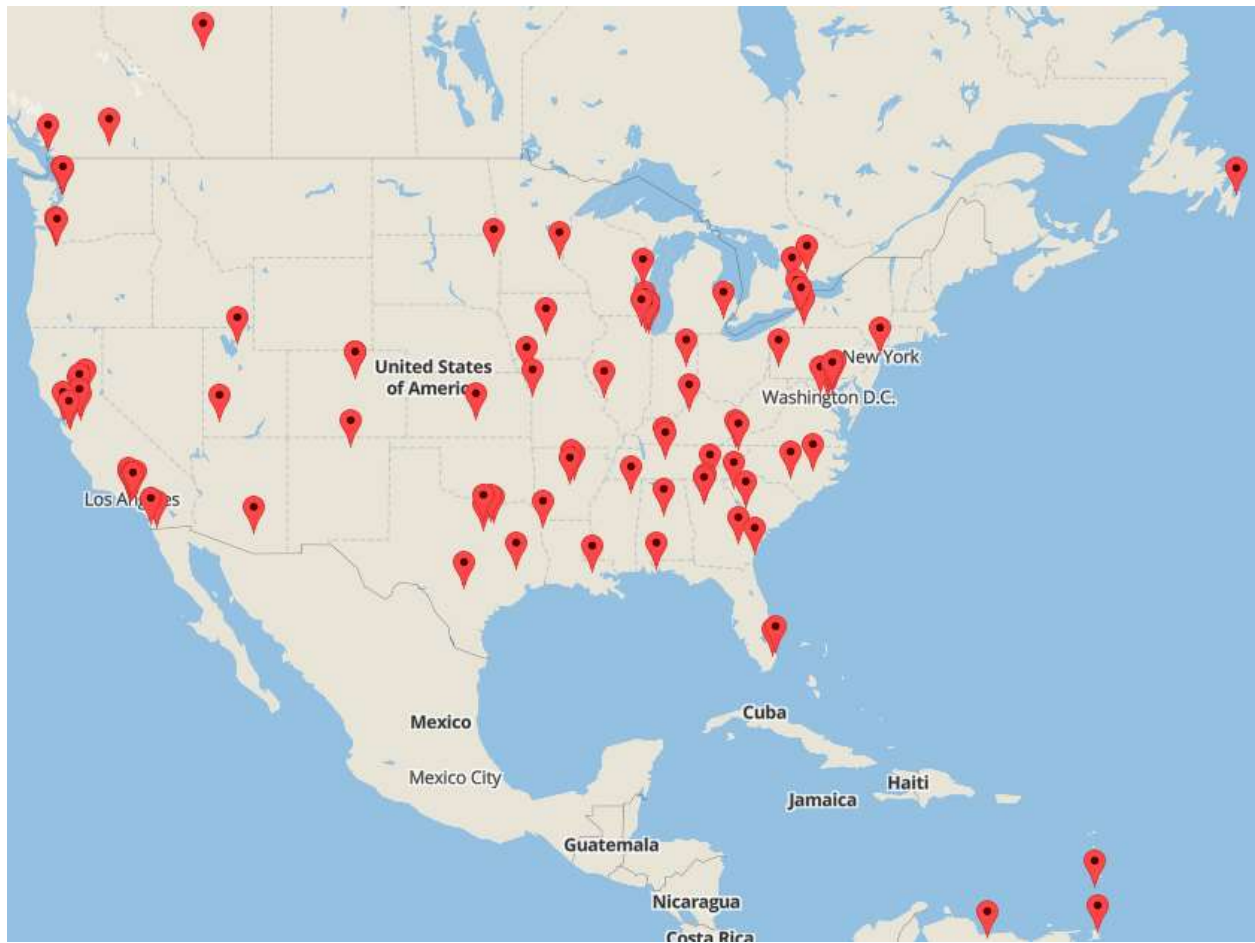 United States
of America
New York
Washington D.C.
Los Angeles
Mexico
Mexico City
Cuba
Haiti
Jamaica
Guatemala
Nicaragua
Costa Rica